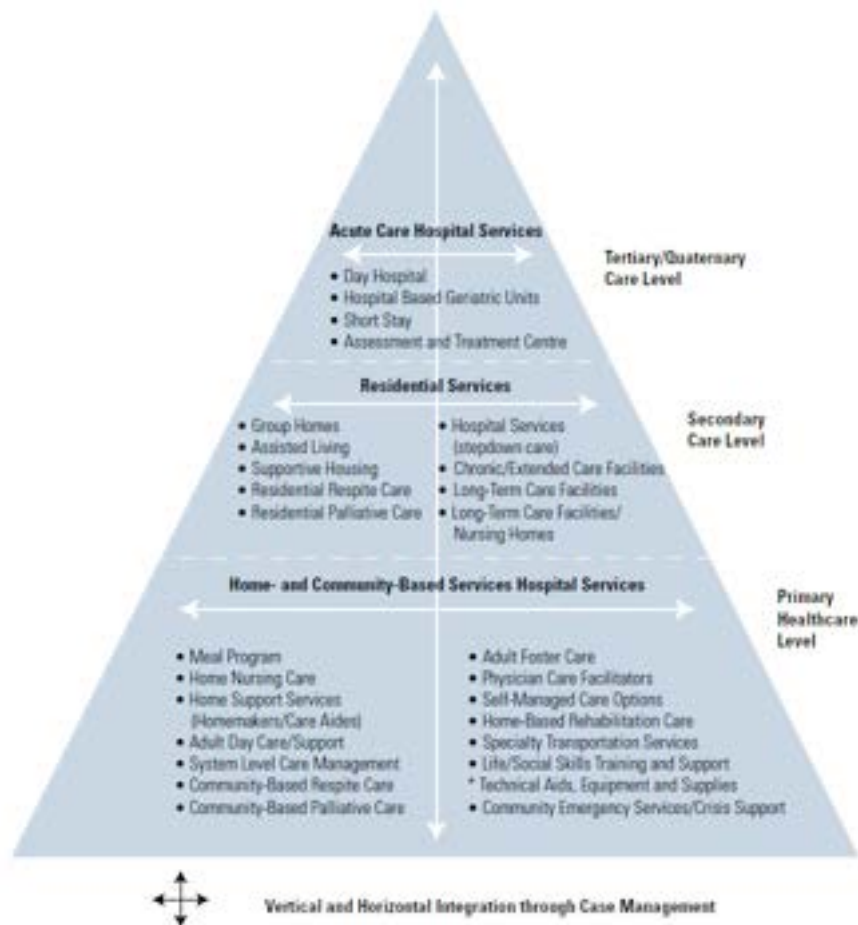 Acute Care Hospital Services
• Day Hospital
• Hospital Based Geriatric Units
• Short Stay
• Assessment and Treatment Centre
Tertiary/Quaternary
Care Level
Residential Services
• Group Homes
• Assisted Living
• Supportive Housing
• Residential Respite Care
• Residential Palliative Care
• Hospital Services
(stepdown care)
• Chronic/Extended Care Facilities
• Long-Term Care Facilities
• Long-Term Care Facilities/
Nursing Homes
Secondary
Care Level
Home- and Community-Based Services Hospital Services
• Meal Program
• Home Nursing Care
• Home Support Services
(Homemakers/Care Aides)
• Adult Day Care/Support
• System Level Care Management
• Community-Based Respite Care
• Community-Based Palliative Care
• Adult Foster Care
• Physician Care Facilitators
• Self-Managed Care Options
• Home-Based Rehabilitation Care
• Specialty Transportation Services
• Life/Social Skills Training and Support
* Technical Aids, Equipment and Supplies
• Community Emergency Services/Crisis Support
Primary
Healthcare
Level
Vertical and Horizontal Integration through Case Management